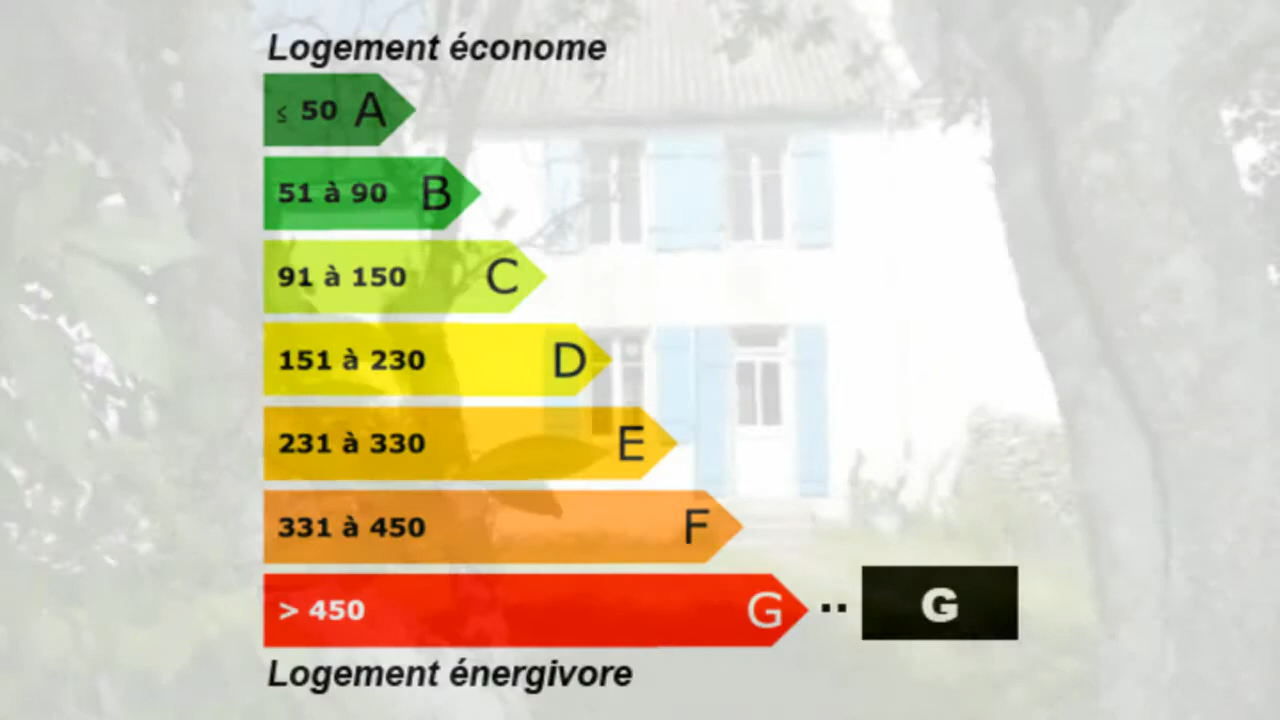 Logement économe
≤ 50 A
51 à 90 B
91 à 150 C
151 à 230 D
231 à 330 E
331 à 450 F
> 450 G
G
Logement énergivore